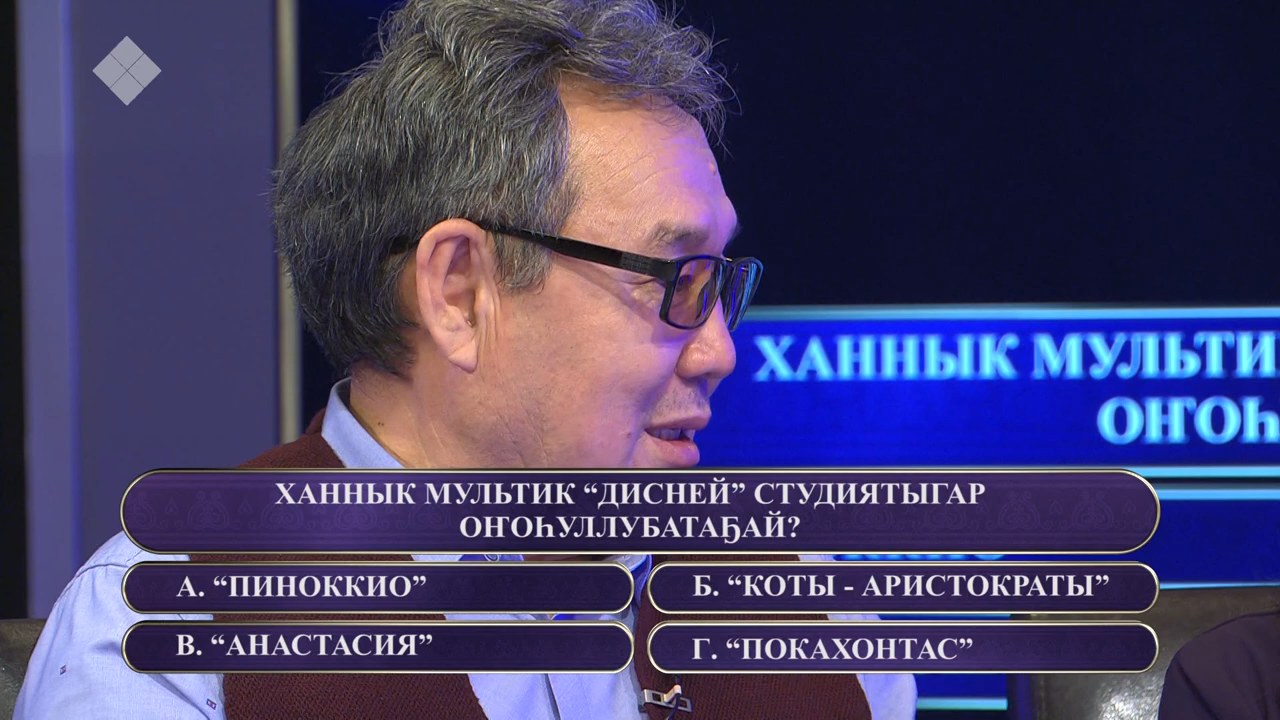 ХАННЫК МУЛЬТИ
ОҤОҺ
ХАННЫК МУЛЬТИК “ДИСНЕЙ” СТУДИЯТЫГАР
ОҤОҺУЛЛУБАТАҔАЙ?
А. “ПИНОККИО”
Б. “КОТЫ - АРИСТОКРАТЫ”
В. “АНАСТАСИЯ”
Г. “ПОКАХОНТАС”